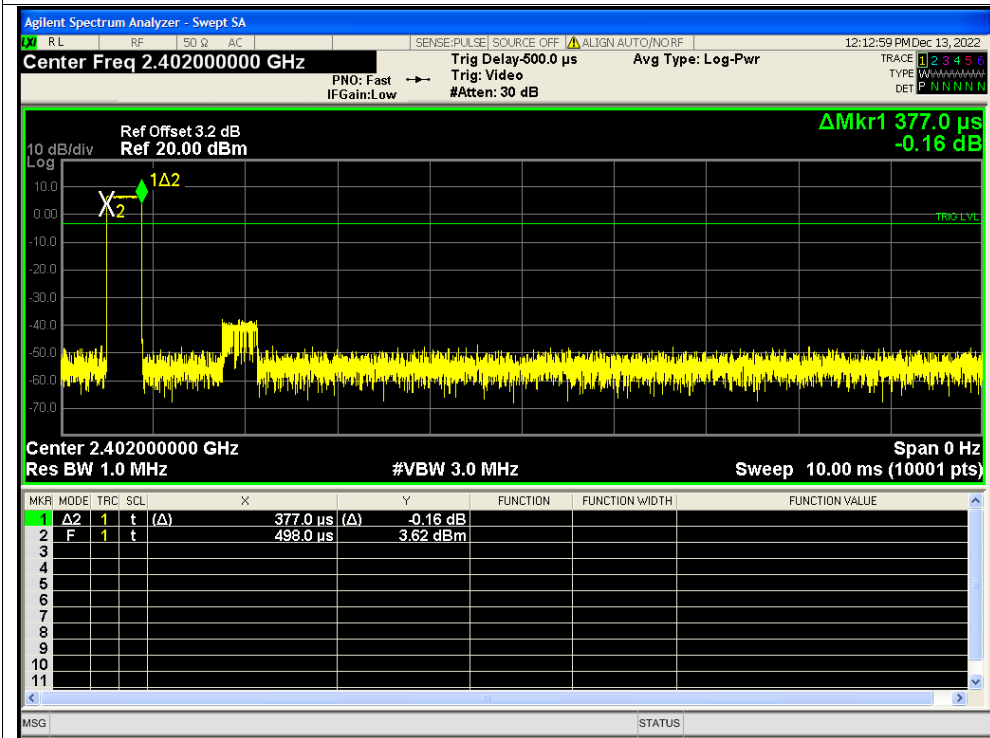 Agilent Spectrum Analyzer - Swept SA
LXI RL RF 50 Ω AC SENSE:PULSE SOURCE OFF ALIGN AUTO/NO RF 12:12:59 PM Dec 13, 2022
Center Freq 2.402000000 GHz
PNO: Fast
IFGain:Low
Trig Delay-500.0 µs
Trig: Video
#Atten: 30 dB
Avg Type: Log-Pwr
TRACE 1 2 3 4 5 6
TYPE W
DET P N N N N N
ΔMkr1 377.0 µs
-0.16 dB
Ref Offset 3.2 dB
10 dB/div Ref 20.00 dBm
Log
1Δ2
10.0
X2
0.00
TRIG LVL
-10.0
-20.0
-30.0
-40.0
-50.0
-60.0
-70.0
Center 2.402000000 GHz Span 0 Hz
Res BW 1.0 MHz #VBW 3.0 MHz Sweep 10.00 ms (10001 pts)
MKR MODE TRC SCL X Y FUNCTION FUNCTION WIDTH FUNCTION VALUE
1 Δ2 1 t (Δ) 377.0 µs (Δ) -0.16 dB
2 F 1 t 498.0 µs 3.62 dBm
3
4
5
6
7
8
9
10
11
MSG STATUS